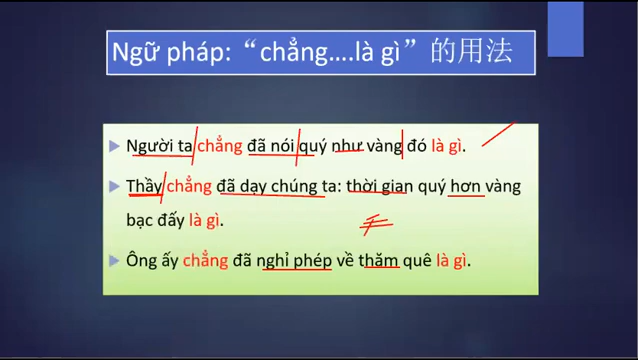 Ngữ pháp: “chẳng....là gì” 的用法
Người ta chẳng đã nói quý như vàng đó là gì.
Thầy chẳng đã dạy chúng ta: thời gian quý hơn vàng
bạc đấy là gì.
Ông ấy chẳng đã nghỉ phép về thăm quê là gì.